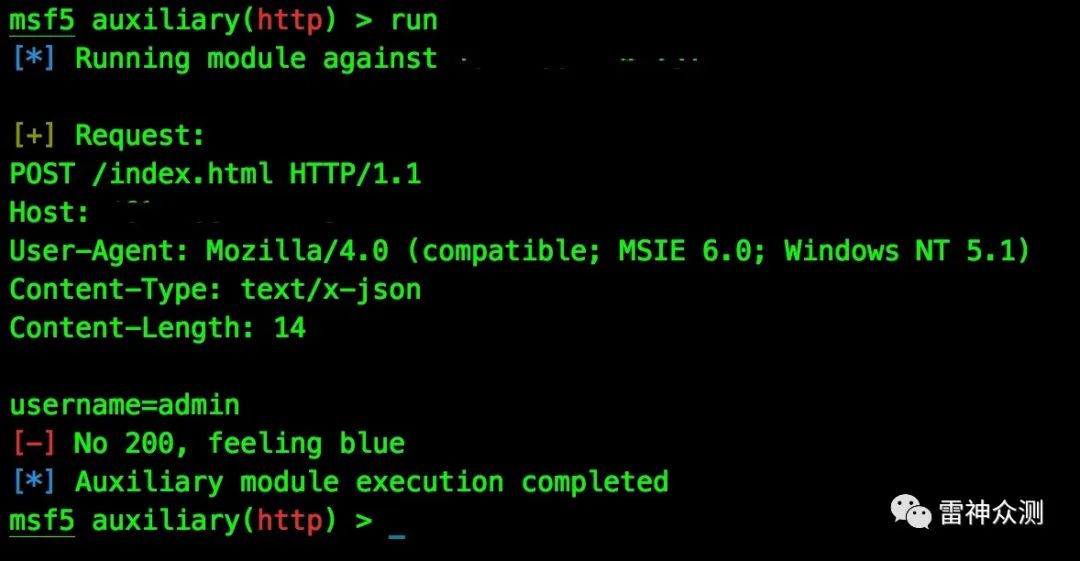 msf5 auxiliary(http) > run
[*] Running module against
[+] Request:
POST /index.html HTTP/1.1
Host:
User-Agent: Mozilla/4.0 (compatible; MSIE 6.0; Windows NT 5.1)
Content-Type: text/x-json
Content-Length: 14
username=admin
[-] No 200, feeling blue
[*] Auxiliary module execution completed
msf5 auxiliary(http) > _
雷神众测